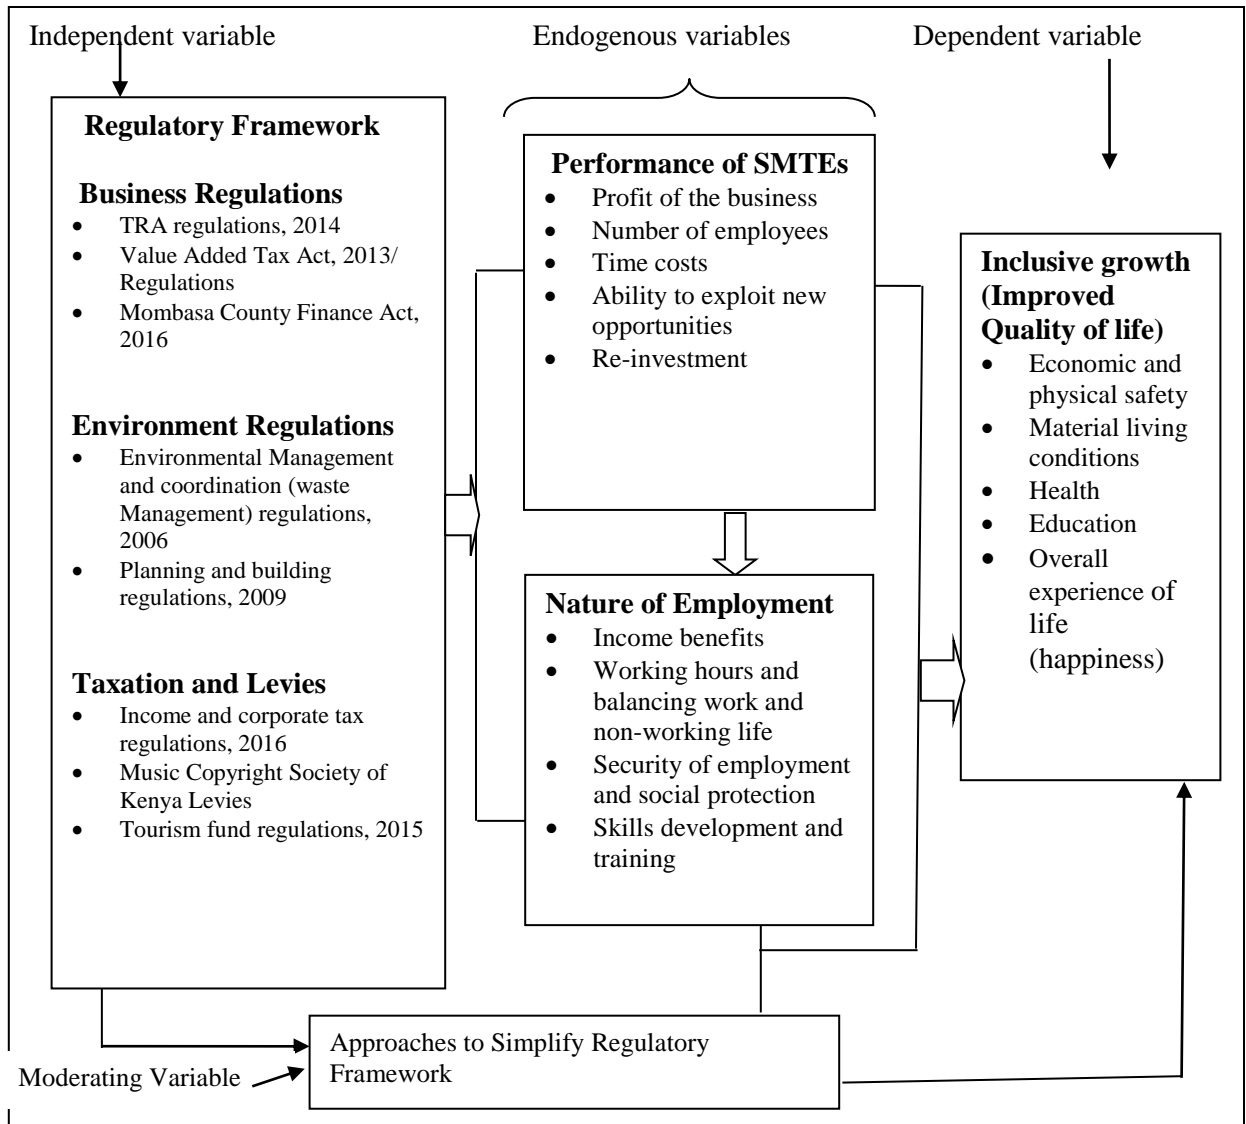 Independent variable
Endogenous variables
Dependent variable
Regulatory Framework
Business Regulations
• TRA regulations, 2014
• Value Added Tax Act, 2013/
Regulations
• Mombasa County Finance Act,
2016
Environment Regulations
• Environmental Management
and coordination (waste
Management) regulations,
2006
• Planning and building
regulations, 2009
Taxation and Levies
• Income and corporate tax
regulations, 2016
• Music Copyright Society of
Kenya Levies
• Tourism fund regulations, 2015
Performance of SMTEs
• Profit of the business
• Number of employees
• Time costs
• Ability to exploit new
opportunities
• Re-investment
Nature of Employment
• Income benefits
• Working hours and
balancing work and
non-working life
• Security of employment
and social protection
• Skills development and
training
Inclusive growth
(Improved
Quality of life)
• Economic and
physical safety
• Material living
conditions
• Health
• Education
• Overall
experience of
life
(happiness)
Approaches to Simplify Regulatory
Framework
Moderating Variable